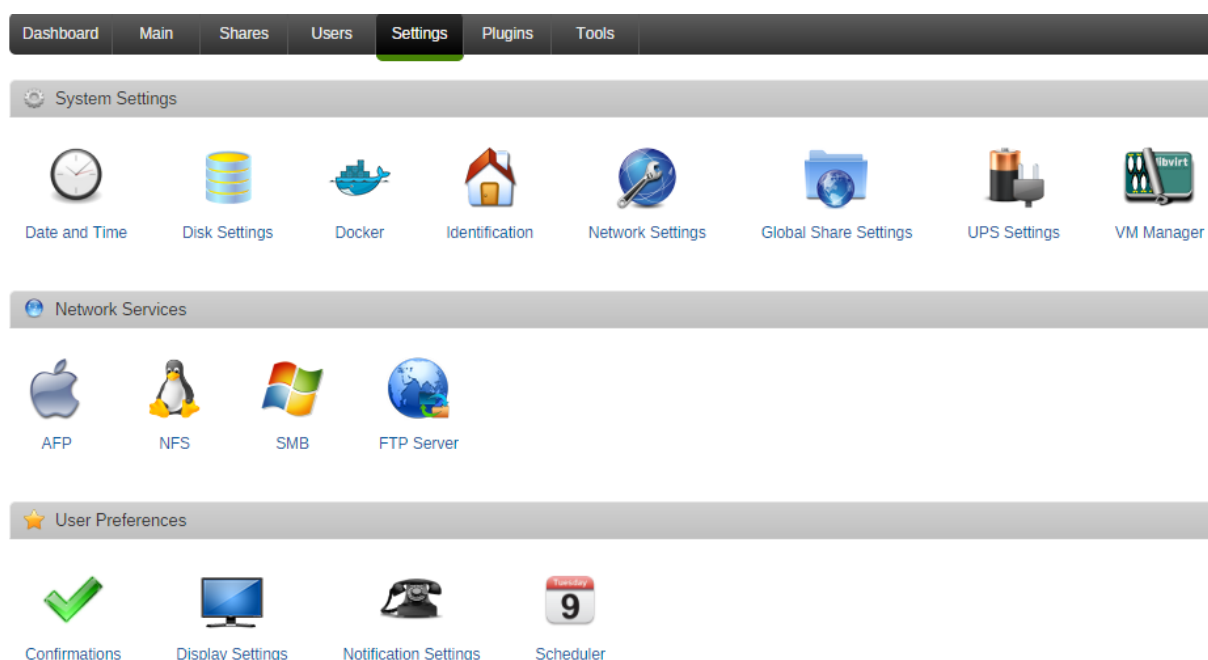 Dashboard Main Shares Users Settings Plugins Tools
System Settings
libvirt
Date and Time Disk Settings Docker Identification Network Settings Global Share Settings UPS Settings VM Manager
Network Services
AFP NFS SMB FTP Server
User Preferences
Tuesday
9
Confirmations Display Settings Notification Settings Scheduler